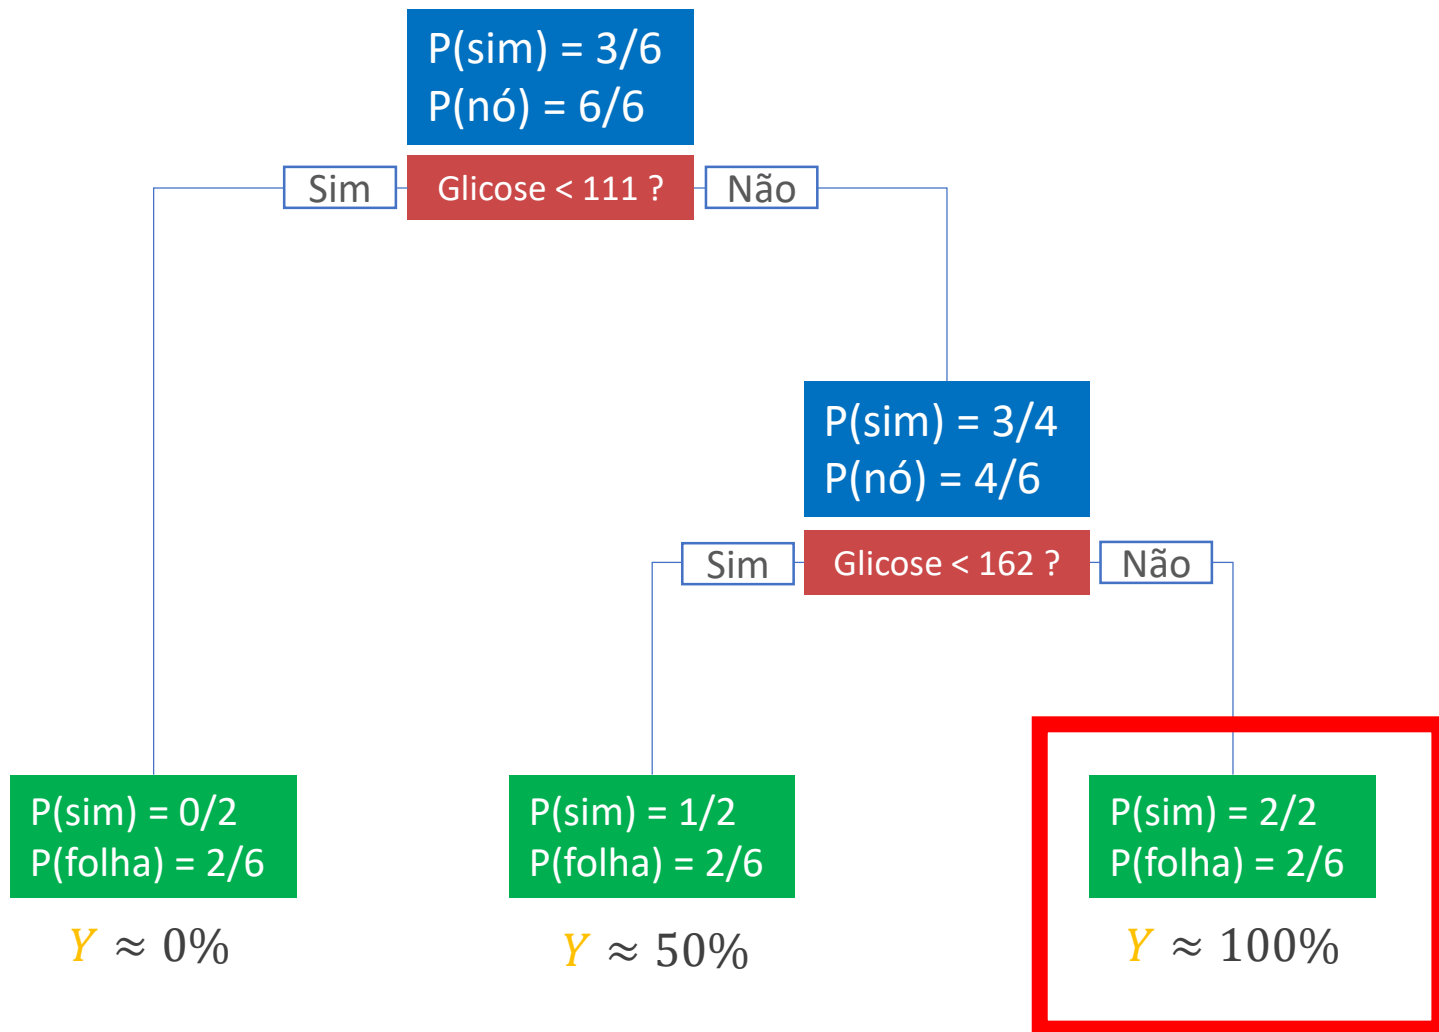 P(sim) = 3/6
P(nó) = 6/6
Sim
Glicose < 111 ?
Não
P(sim) = 3/4
P(nó) = 4/6
Sim
Glicose < 162 ?
Não
P(sim) = 0/2
P(folha) = 2/6
Y ≈ 0%
P(sim) = 1/2
P(folha) = 2/6
Y ≈ 50%
P(sim) = 2/2
P(folha) = 2/6
Y ≈ 100%